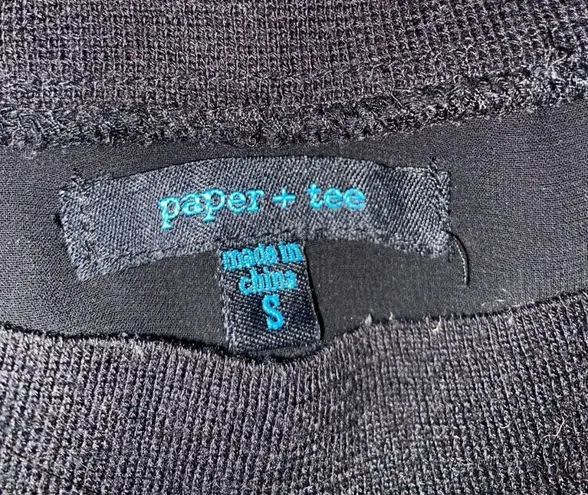 paper + tee
made in
china
S